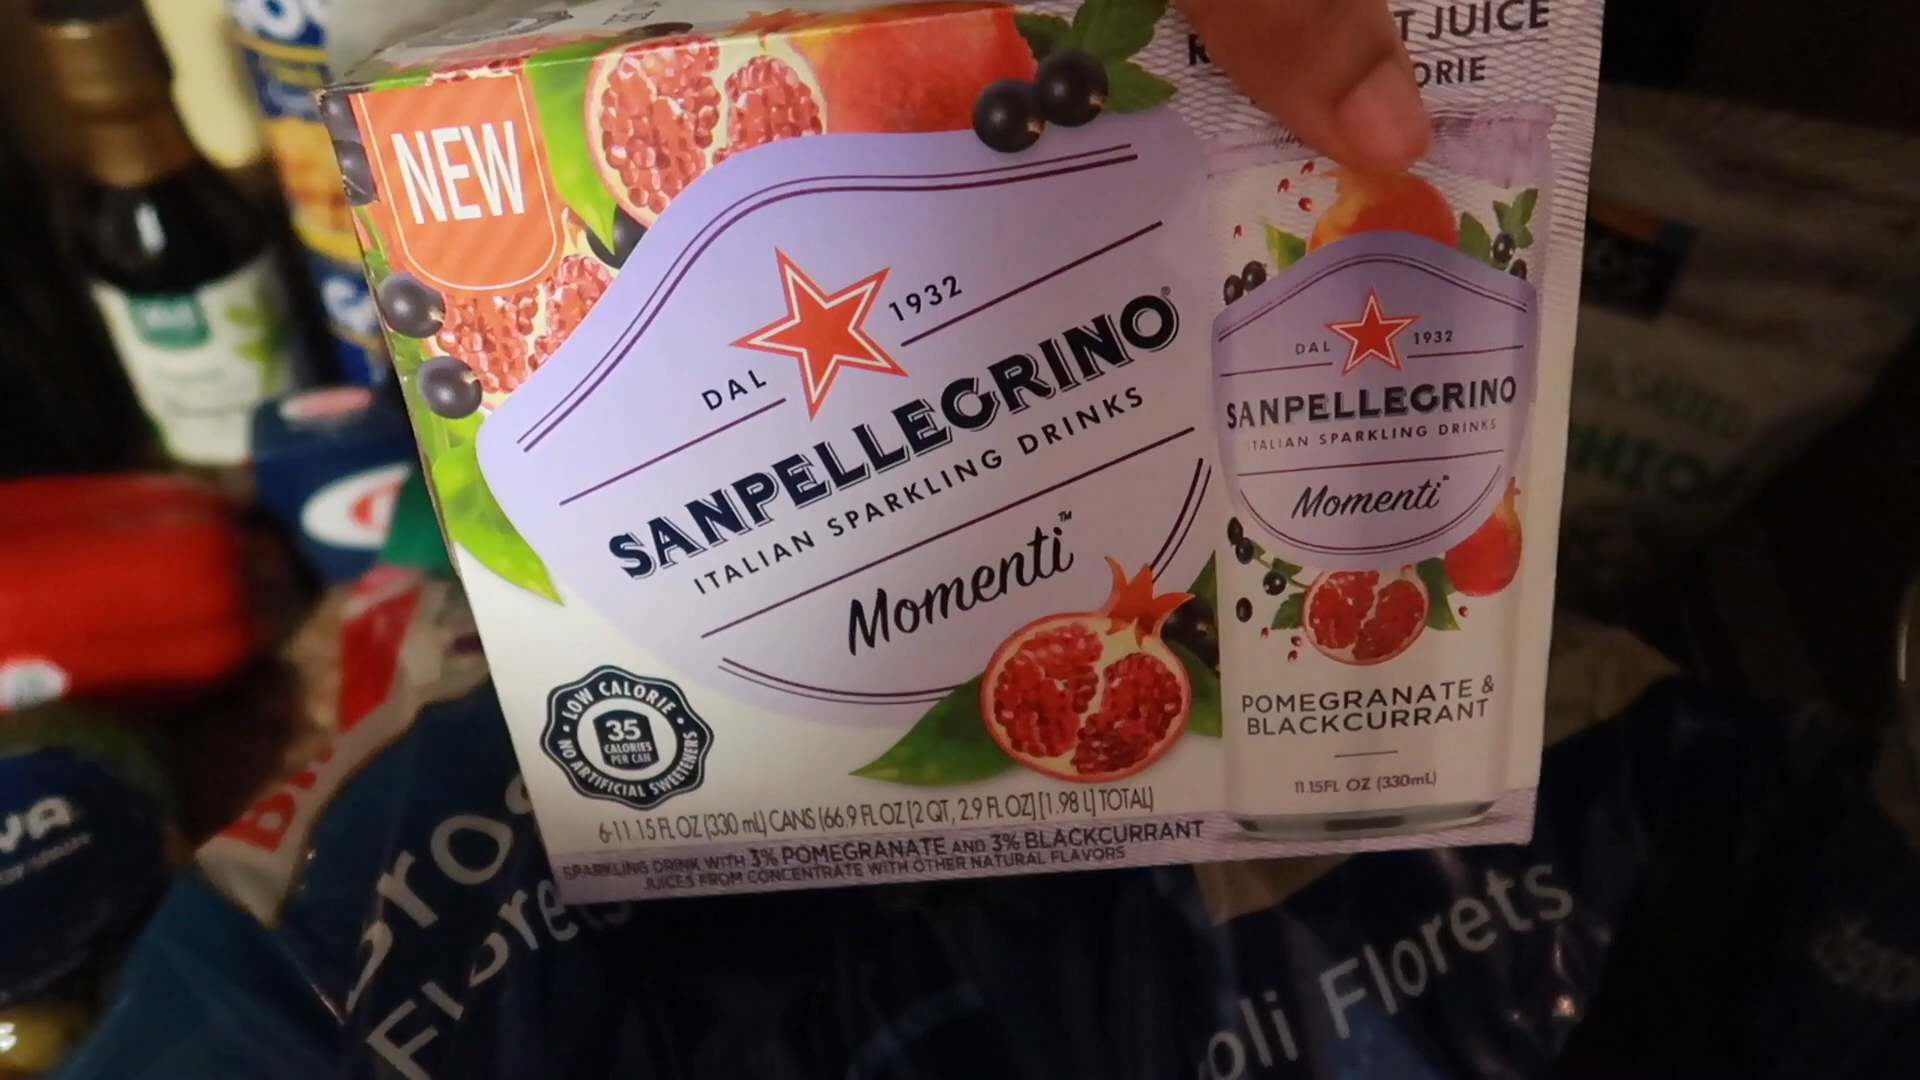 NEW
T JUICE
ORIE
DAL 1932
SANPELLEGRINO®
ITALIAN SPARKLING DRINKS
Momenti™
LOW CALORIE
35
CALORIES
PER CAN
NO ARTIFICIAL SWEETENERS
6-11.15 FL OZ (330 mL) CANS (66.9 FL OZ [2 QT, 2.9 FL OZ] [1.98 L] TOTAL)
SPARKLING DRINK WITH 3% POMEGRANATE AND 3% BLACKCURRANT
JUICES FROM CONCENTRATE WITH OTHER NATURAL FLAVORS
DAL 1932
SANPELLEGRINO
ITALIAN SPARKLING DRINKS
Momenti™
POMEGRANATE &
BLACKCURRANT
11.15FL OZ (330mL)
Florets
oli Florets